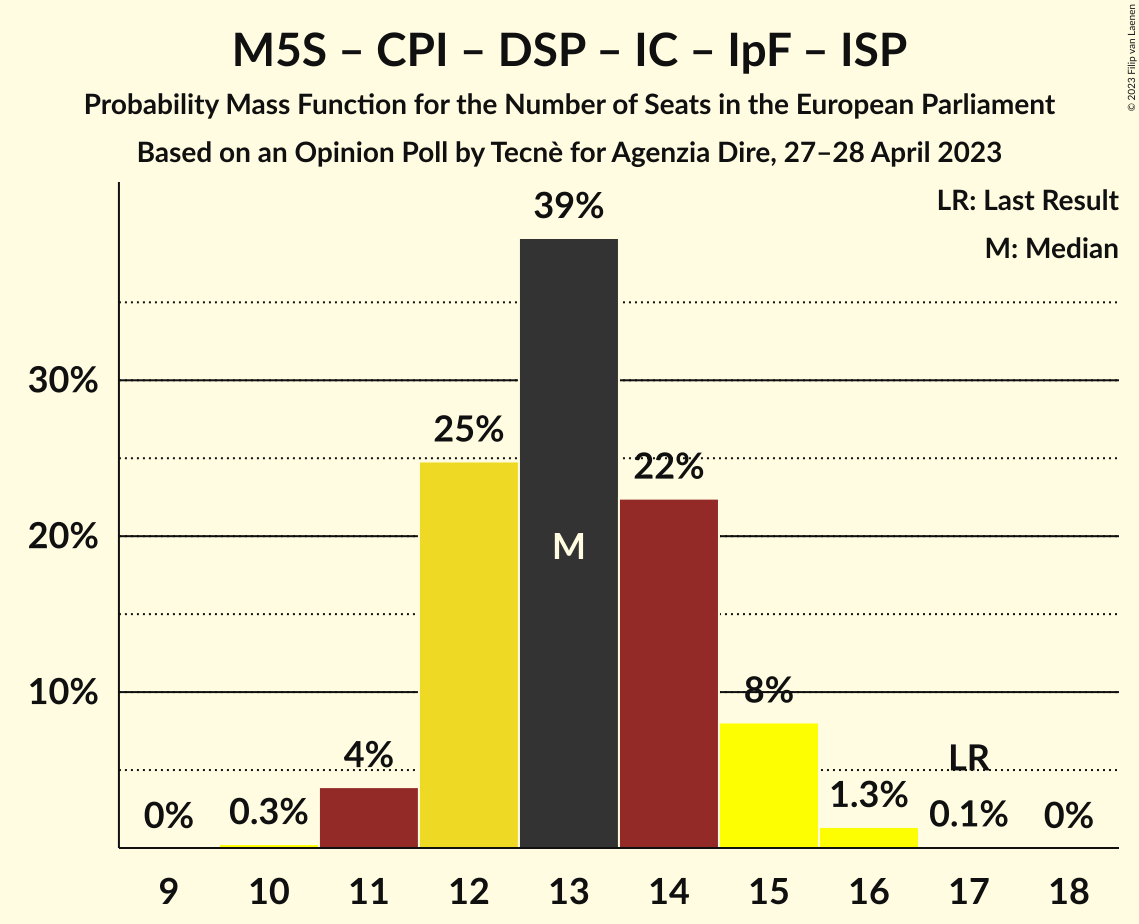 M5S – CPI – DSP – IC – IpF – ISP
Probability Mass Function for the Number of Seats in the European Parliament
Based on an Opinion Poll by Tecnè for Agenzia Dire, 27–28 April 2023
© 2023 Filip van Laenen
LR: Last Result
M: Median
30%
20%
10%
0%
0.3%
4%
25%
39%
M
22%
8%
1.3%
LR
0.1%
0%
9 10 11 12 13 14 15 16 17 18